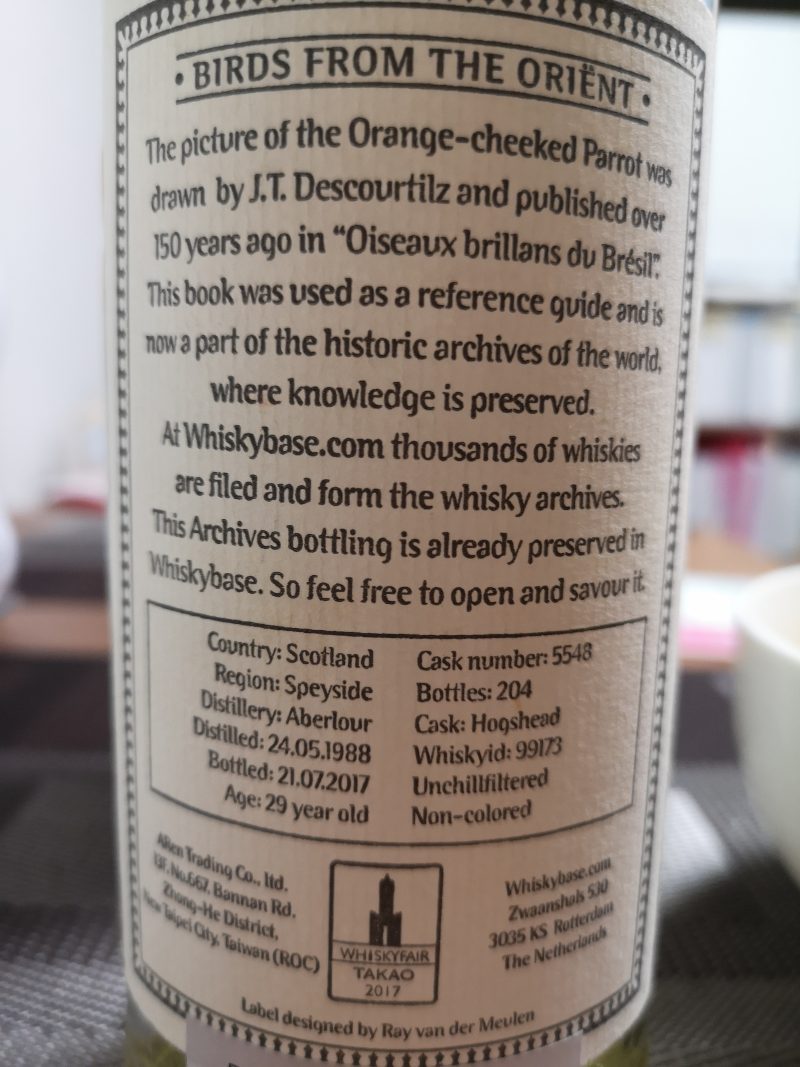 • BIRDS FROM THE ORIËNT •
The picture of the Orange-cheeked Parrot was
drawn by J.T. Descourtilz and published over
150 years ago in “Oiseaux brillans du Brésil”.
This book was used as a reference guide and is
now a part of the historic archives of the world,
where knowledge is preserved.
At Whiskybase.com thousands of whiskies
are filed and form the whisky archives.
This Archives bottling is already preserved in
Whiskybase. So feel free to open and savour it.
Country: Scotland
Region: Speyside
Distillery: Aberlour
Distilled: 24.05.1988
Bottled: 21.07.2017
Age: 29 year old
Cask number: 5548
Bottles: 204
Cask: Hogshead
Whiskyid: 99173
Unchillfiltered
Non-colored
Trading Co., ltd.
13F, No.667, Bannan Rd.
Zhong-He District,
New Taipei City, Taiwan (ROC)
WHISKYFAIR
TAKAO
2017
Whiskybase.com
Zwaanshals 530
3035 KS Rotterdam
The Netherlands
Label designed by Ray van der Meulen